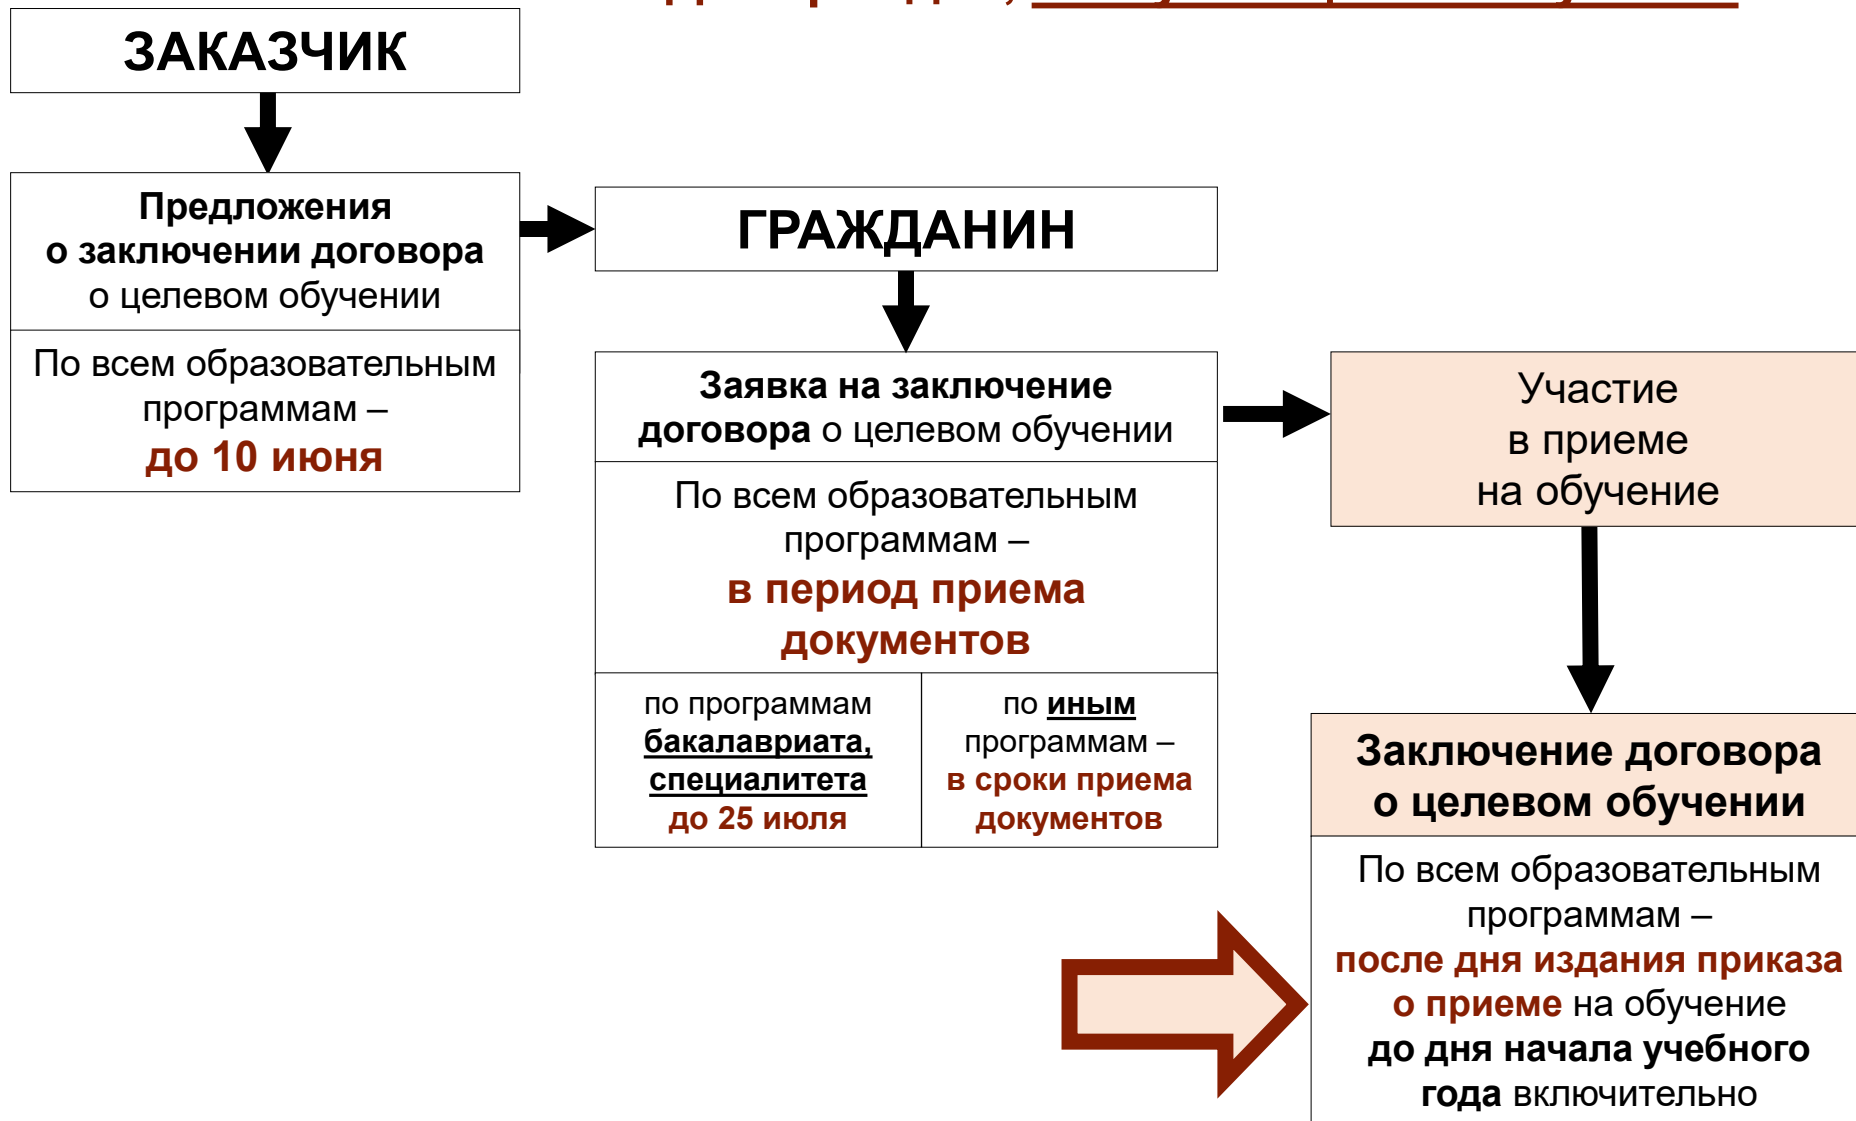 ЗАКАЗЧИК
Предложения
о заключении договора
о целевом обучении
По всем образовательным
программам –
до 10 июня
ГРАЖДАНИН
Заявка на заключение
договора о целевом обучении
По всем образовательным
программам –
в период приема
документов
по программам
бакалавриата,
специалитета
до 25 июля
по иным
программам –
в сроки приема
документов
Участие
в приеме
на обучение
Заключение договора
о целевом обучении
По всем образовательным
программам –
после дня издания приказа
о приеме на обучение
до дня начала учебного
года включительно